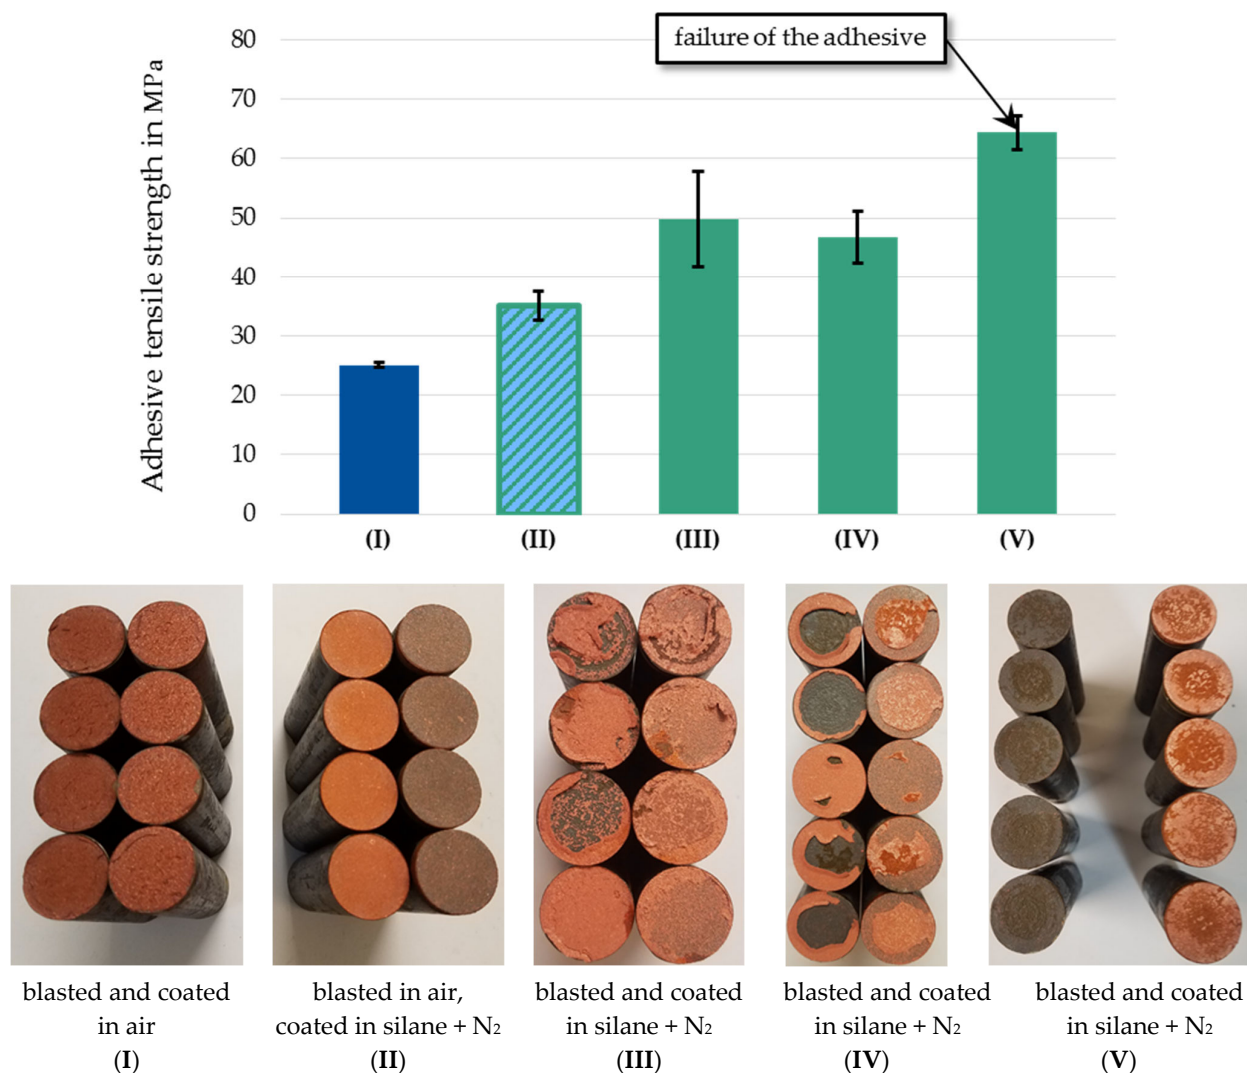 failure of the adhesive
Adhesive tensile strength in MPa
80
70
60
50
40
30
20
10
0
(I)
(II)
(III)
(IV)
(V)
blasted and coated
in air
(I)
blasted in air,
coated in silane + N₂
(II)
blasted and coated
in silane + N₂
(III)
blasted and coated
in silane + N₂
(IV)
blasted and coated
in silane + N₂
(V)